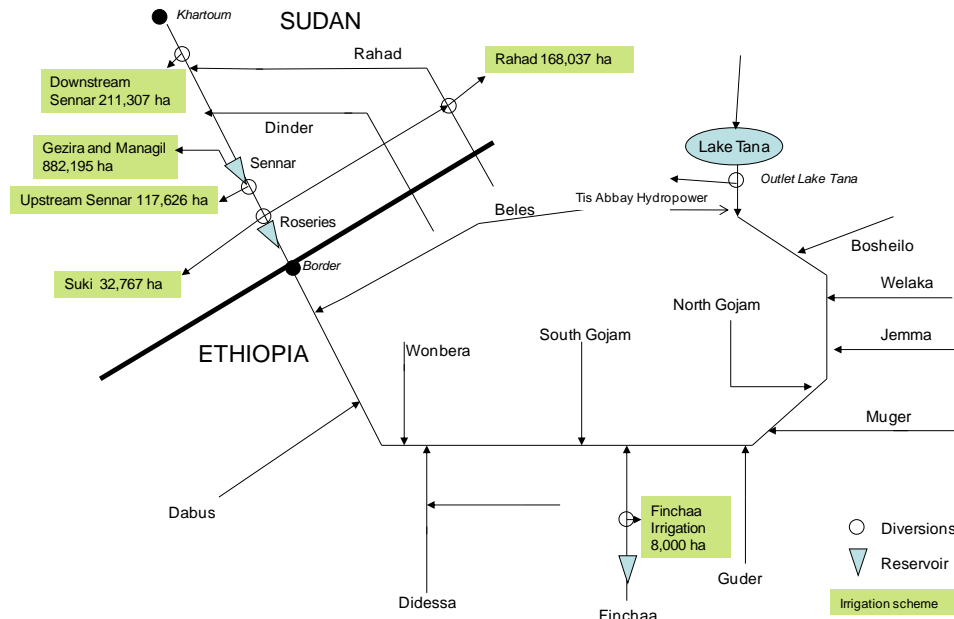 Khartoum
SUDAN
Rahad
Rahad 168,037 ha
Downstream
Sennar 211,307 ha
Dinder
Gezira and Managil
882,195 ha
Sennar
Lake Tana
Outlet Lake Tana
Upstream Sennar 117,626 ha
Tis Abbay Hydropower
Beles
Roseries
Bosheilo
Border
Suki 32,767 ha
Welaka
North Gojam
ETHIOPIA
South Gojam
Wonbera
Jemma
Muger
Dabus
Finchaa
Irrigation
8,000 ha
Diversions
Reservoir
Guder
Didessa
Finchaa
Irrigation scheme